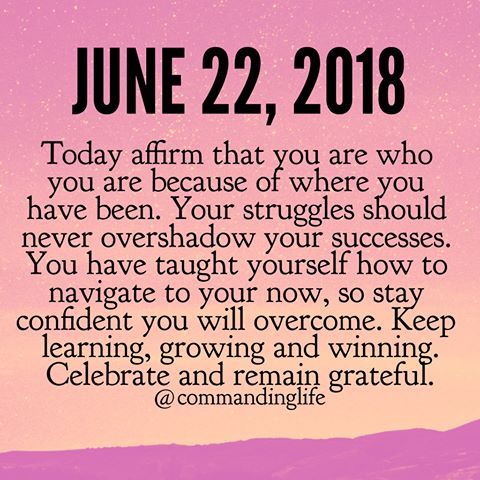 JUNE 22, 2018
Today affirm that you are who
you are because of where you
have been. Your struggles should
never overshadow your successes.
You have taught yourself how to
navigate to your now, so stay
confident you will overcome. Keep
learning, growing and winning.
Celebrate and remain grateful.
@commandinglife